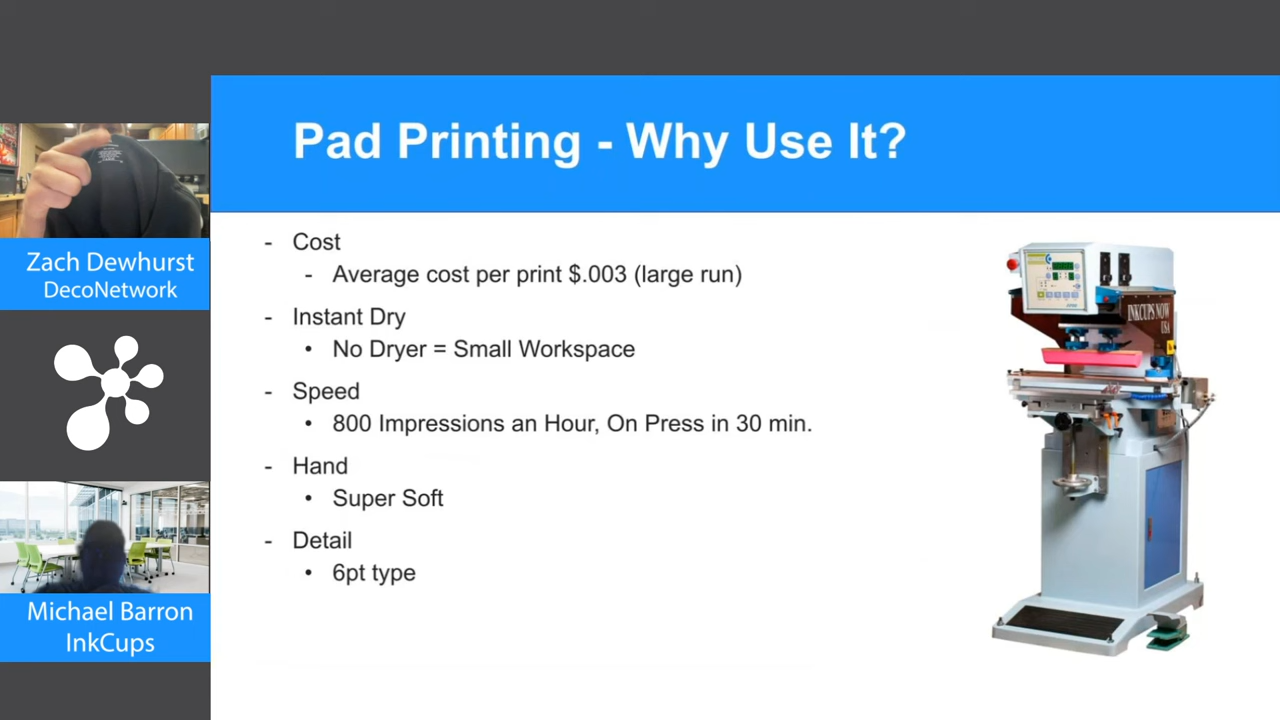 Pad Printing - Why Use It?
Zach Dewhurst
DecoNetwork
- Cost
- Average cost per print $.003 (large run)
- Instant Dry
• No Dryer = Small Workspace
- Speed
• 800 Impressions an Hour, On Press in 30 min.
- Hand
• Super Soft
- Detail
• 6pt type
INKCUPS NOW
USA
Michael Barron
InkCups